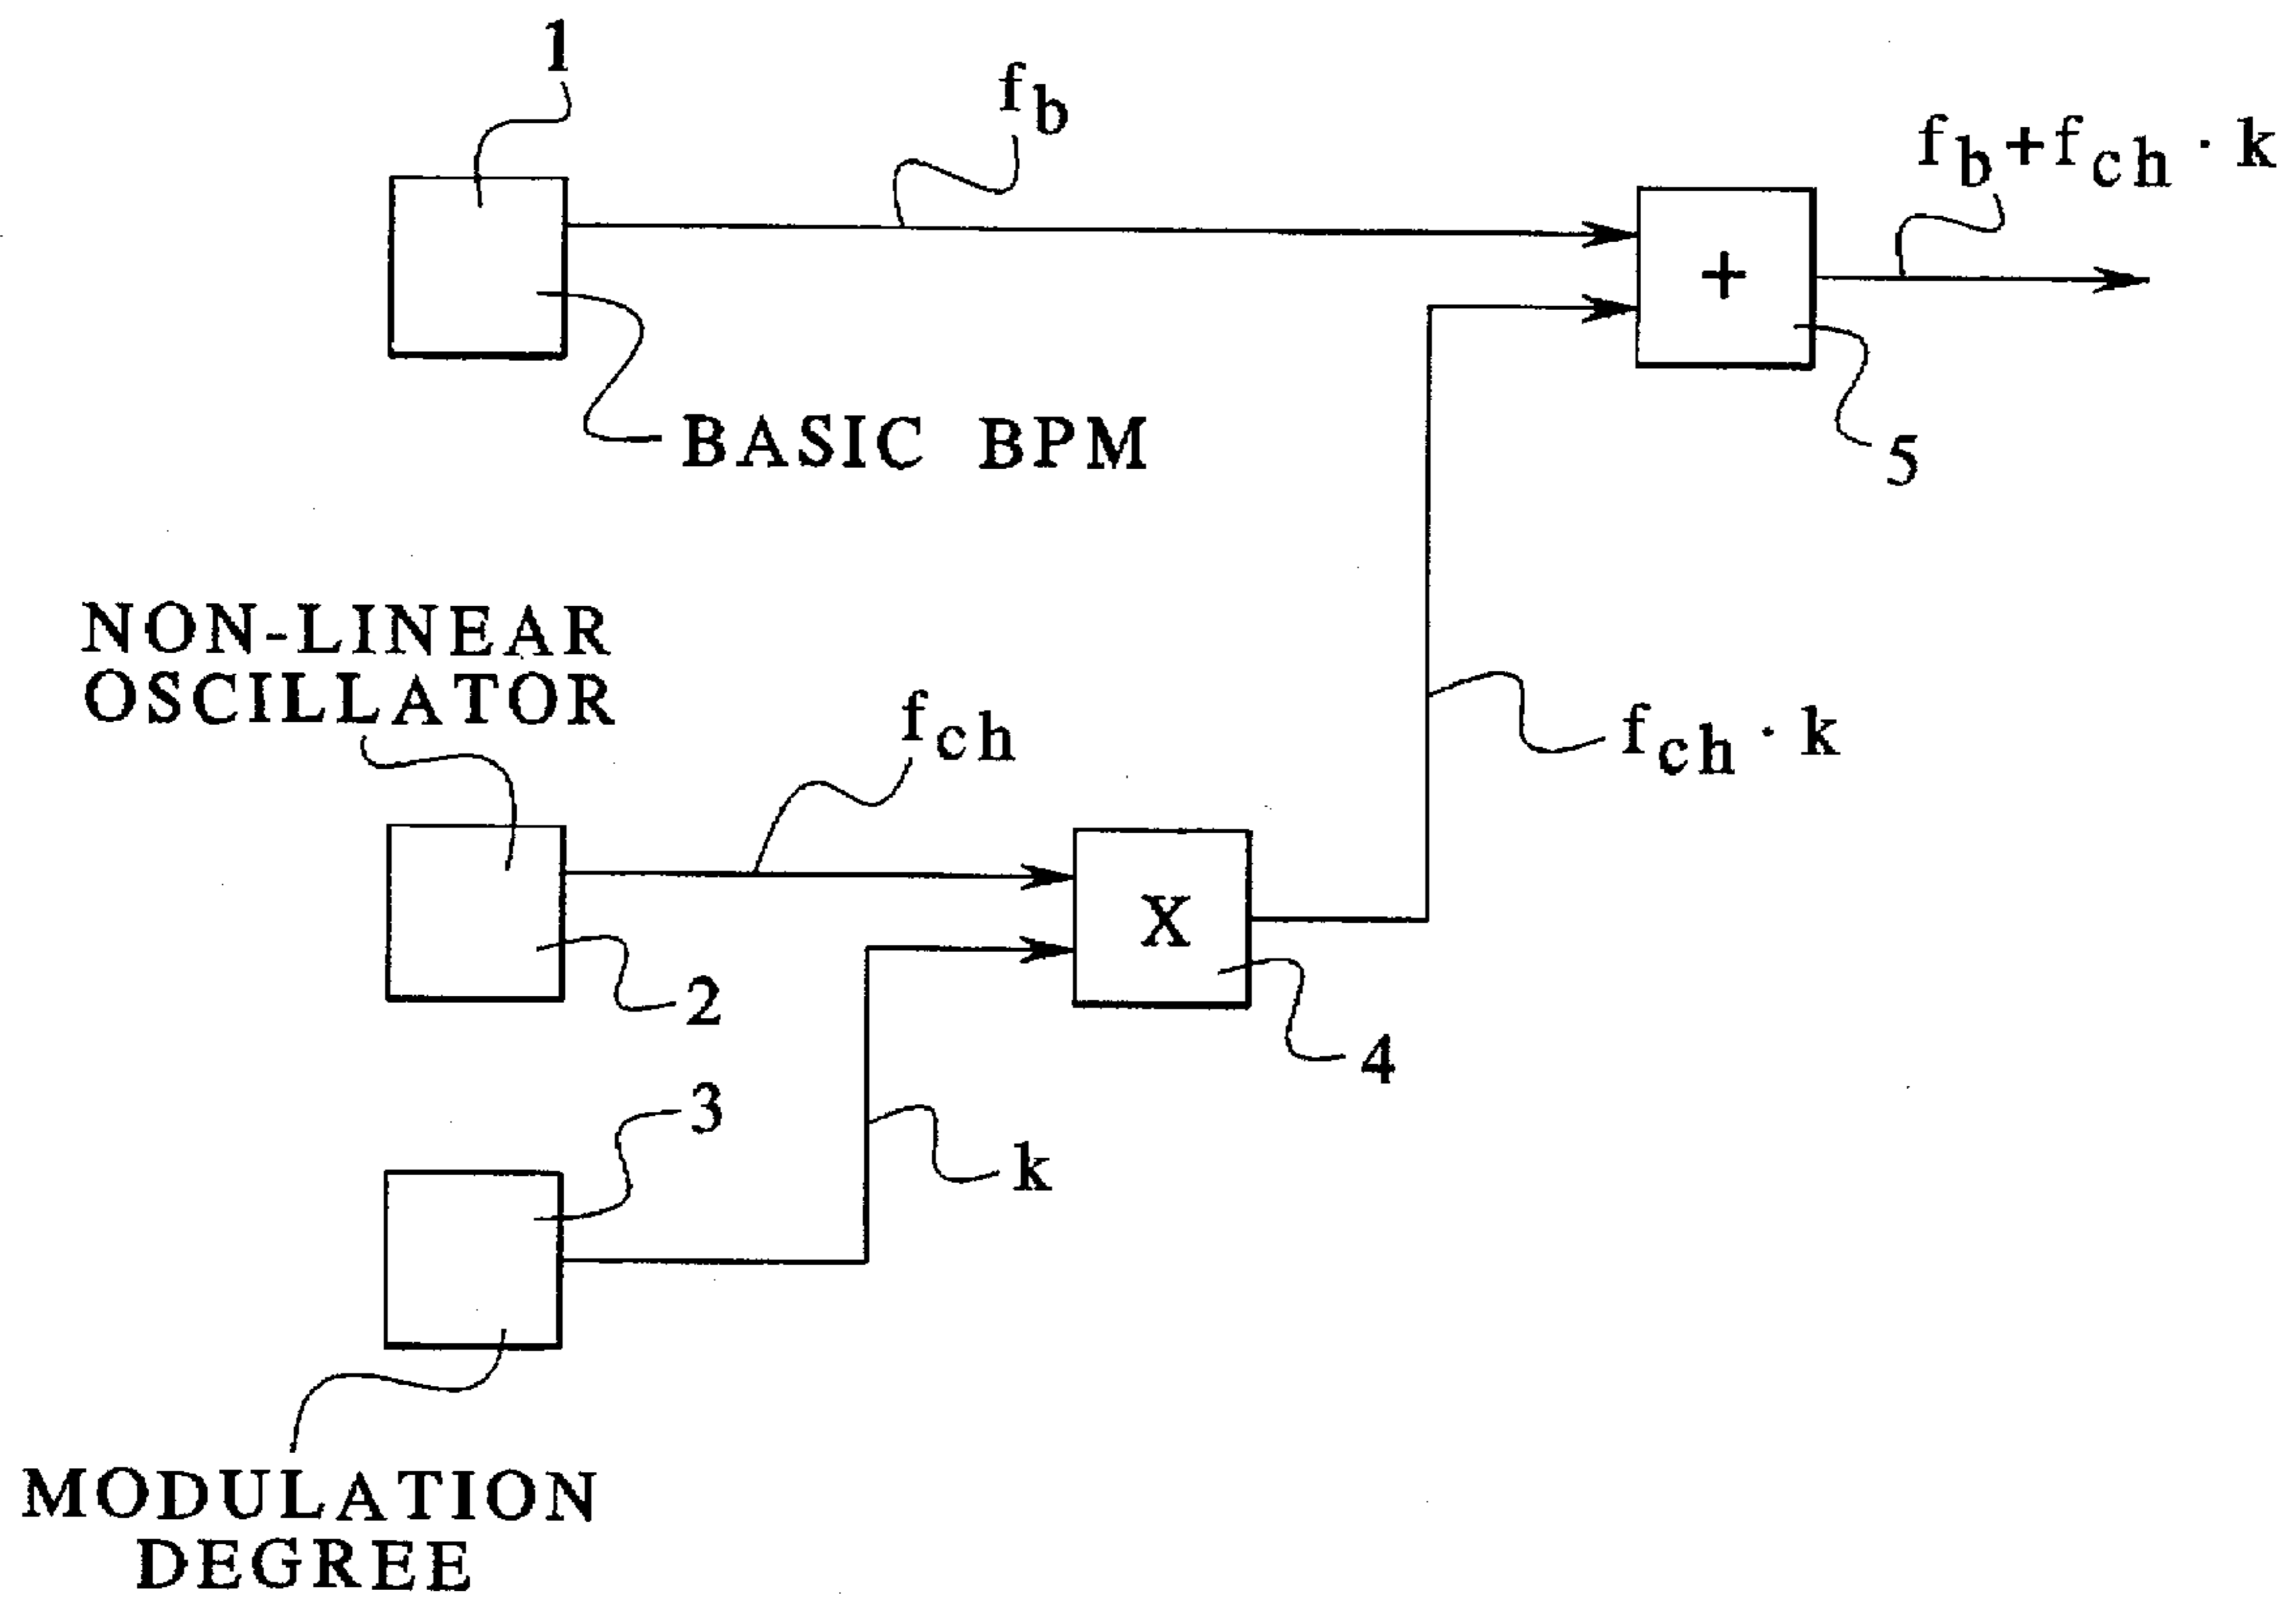 1
f_b
f_b+f_ch · k
+
5
BASIC BPM
NON-LINEAR
OSCILLATOR
f_ch
f_ch · k
X
2
4
3
k
MODULATION
DEGREE